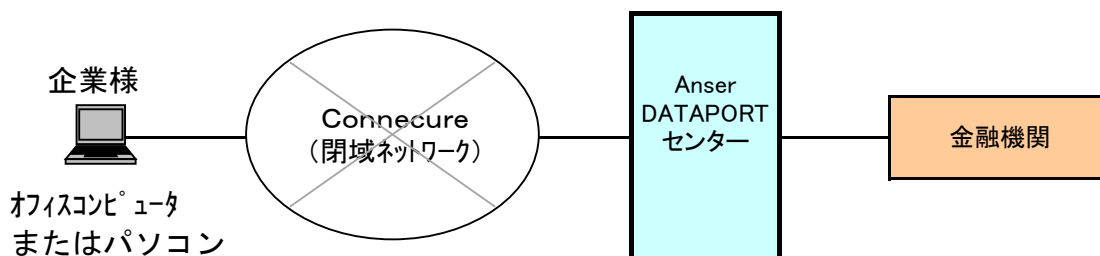 企業様
オフィスコンピュータ
またはパソコン
Connecure
(閉域ネットワーク)
Anser
DATAPORT
センター
金融機関